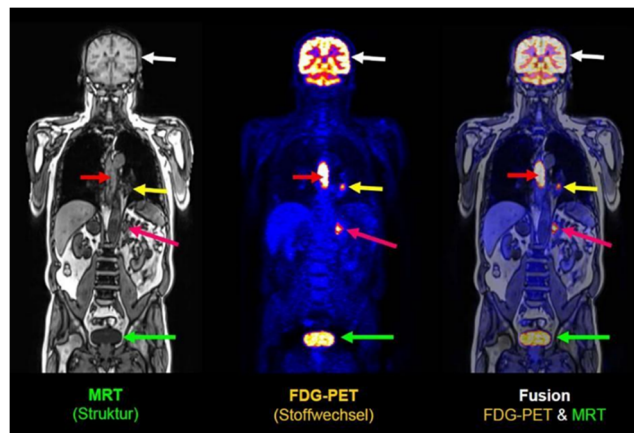 MRT
(Struktur)
FDG-PET
(Stoffwechsel)
Fusion
FDG-PET & MRT